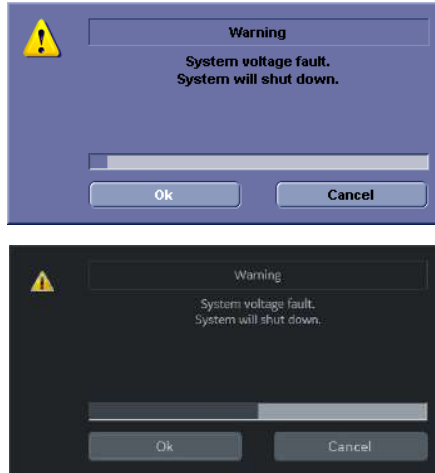 Warning
System voltage fault.
System will shut down.
Ok
Cancel
Warning
System voltage fault.
System will shut down.
Ok
Cancel